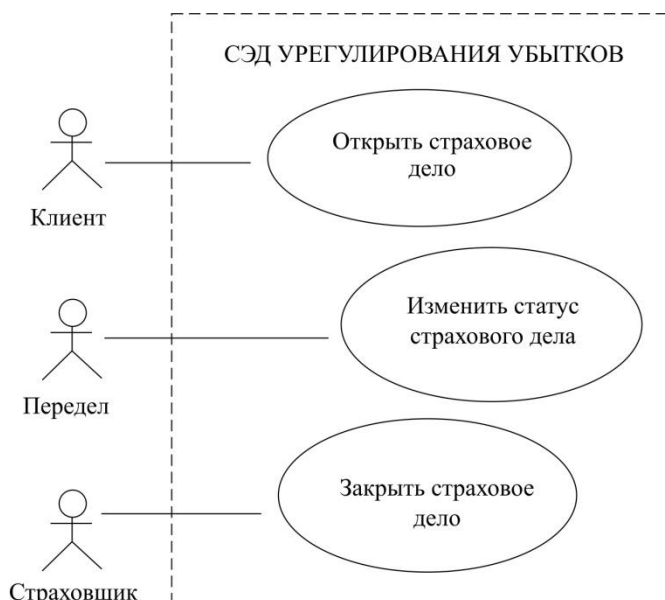 СЭД УРЕГУЛИРОВАНИЯ УБЫТКОВ
Открыть страховое
дело
Клиент
Изменить статус
страхового дела
Передел
Закрыть страховое
дело
Страховщик